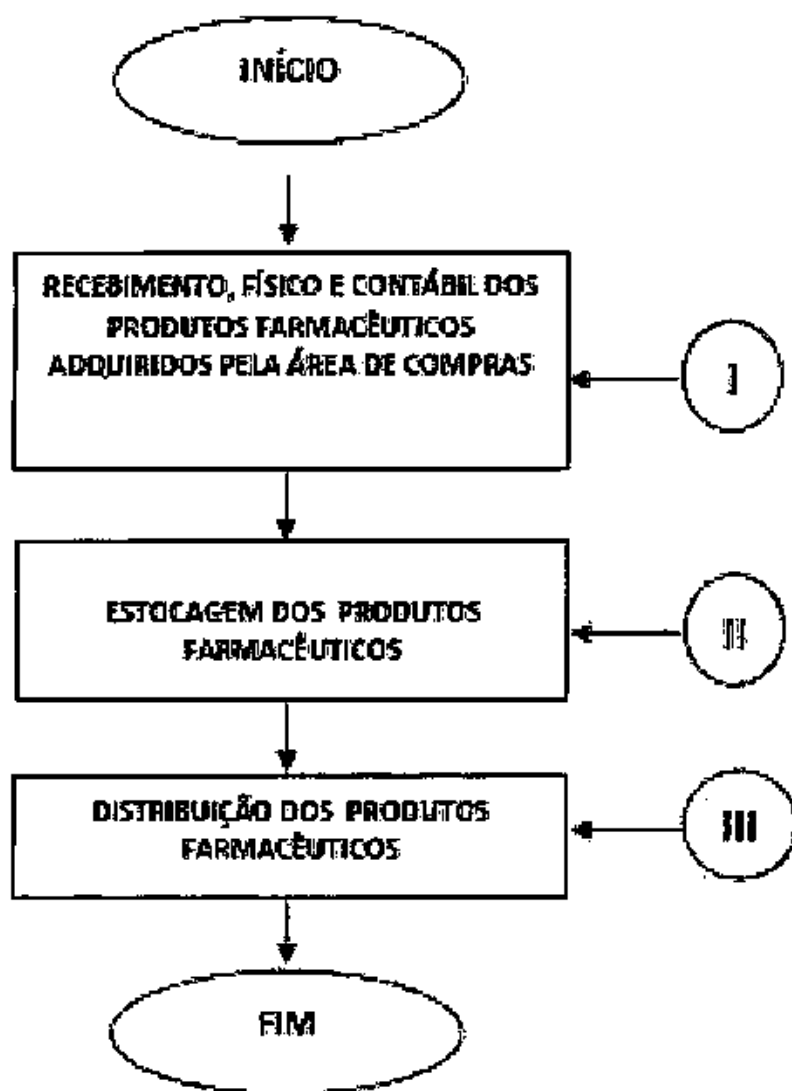 INÍCIO
RECEBIMENTO, FÍSICO E CONTÁBIL DOS
PRODUTOS FARMACÊUTICOS
ADQUIRIDOS PELA ÁREA DE COMPRAS
I
ESTOCAGEM DOS PRODUTOS
FARMACÊUTICOS
II
DISTRIBUIÇÃO DOS PRODUTOS
FARMACÊUTICOS
III
FIM